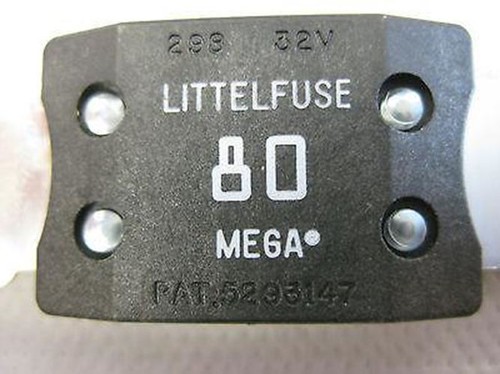 298 32V
LITTELFUSE
80
MEGA®
PAT.5293147